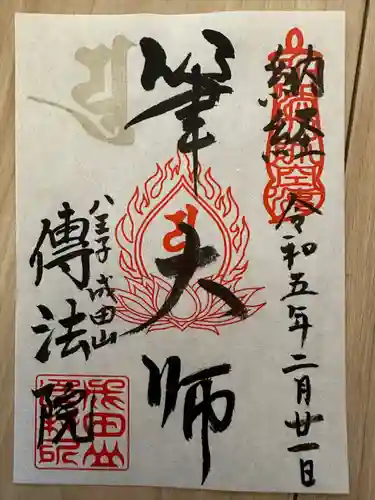 納経
令和五年二月廿一日
筆大師
八王子成田山
傳法院